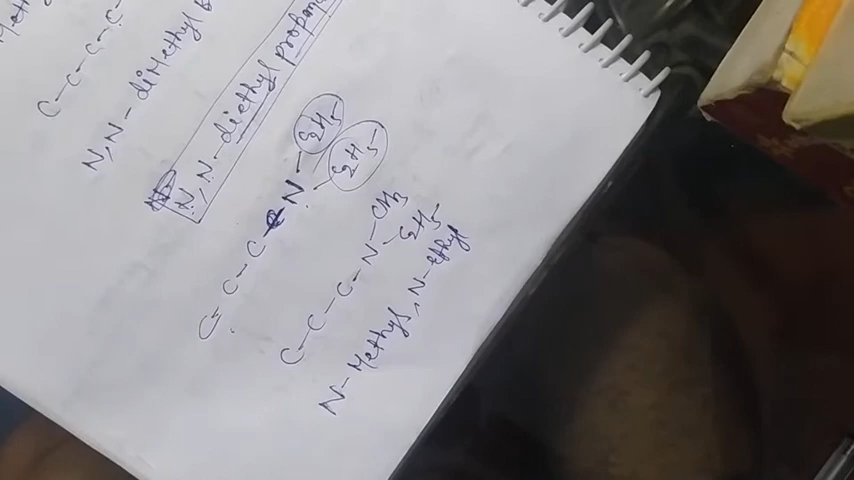 C-C-C-C-
N,N-diMethyl
N,N-diethyl propan
C-C-C-N-C2H5
-C2H5
C-C-C-N-CH3
-C2H5
N-Methyl,N-ethyl